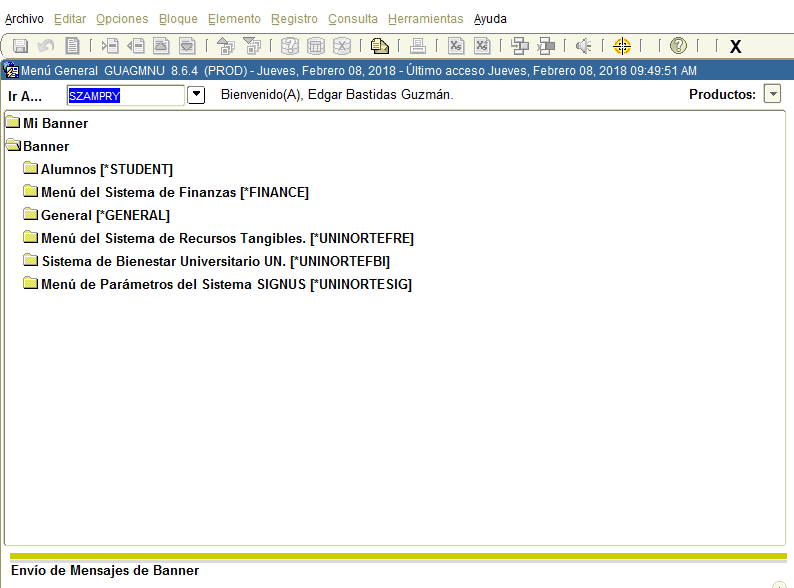 Archivo Editar Opciones Bloque Elemento Registro Consulta Herramientas Ayuda
X
Menú General GUAGMNU 8.6.4 (PROD) - Jueves, Febrero 08, 2018 - Último acceso Jueves, Febrero 08, 2018 09:49:51 AM
Ir A... SZAMPRY Bienvenido(A), Edgar Bastidas Guzmán. Productos:
Mi Banner
Banner
Alumnos [*STUDENT]
Menú del Sistema de Finanzas [*FINANCE]
General [*GENERAL]
Menú del Sistema de Recursos Tangibles. [*UNINORTEFRE]
Sistema de Bienestar Universitario UN. [*UNINORTEFBI]
Menú de Parámetros del Sistema SIGNUS [*UNINORTESIG]
Envío de Mensajes de Banner